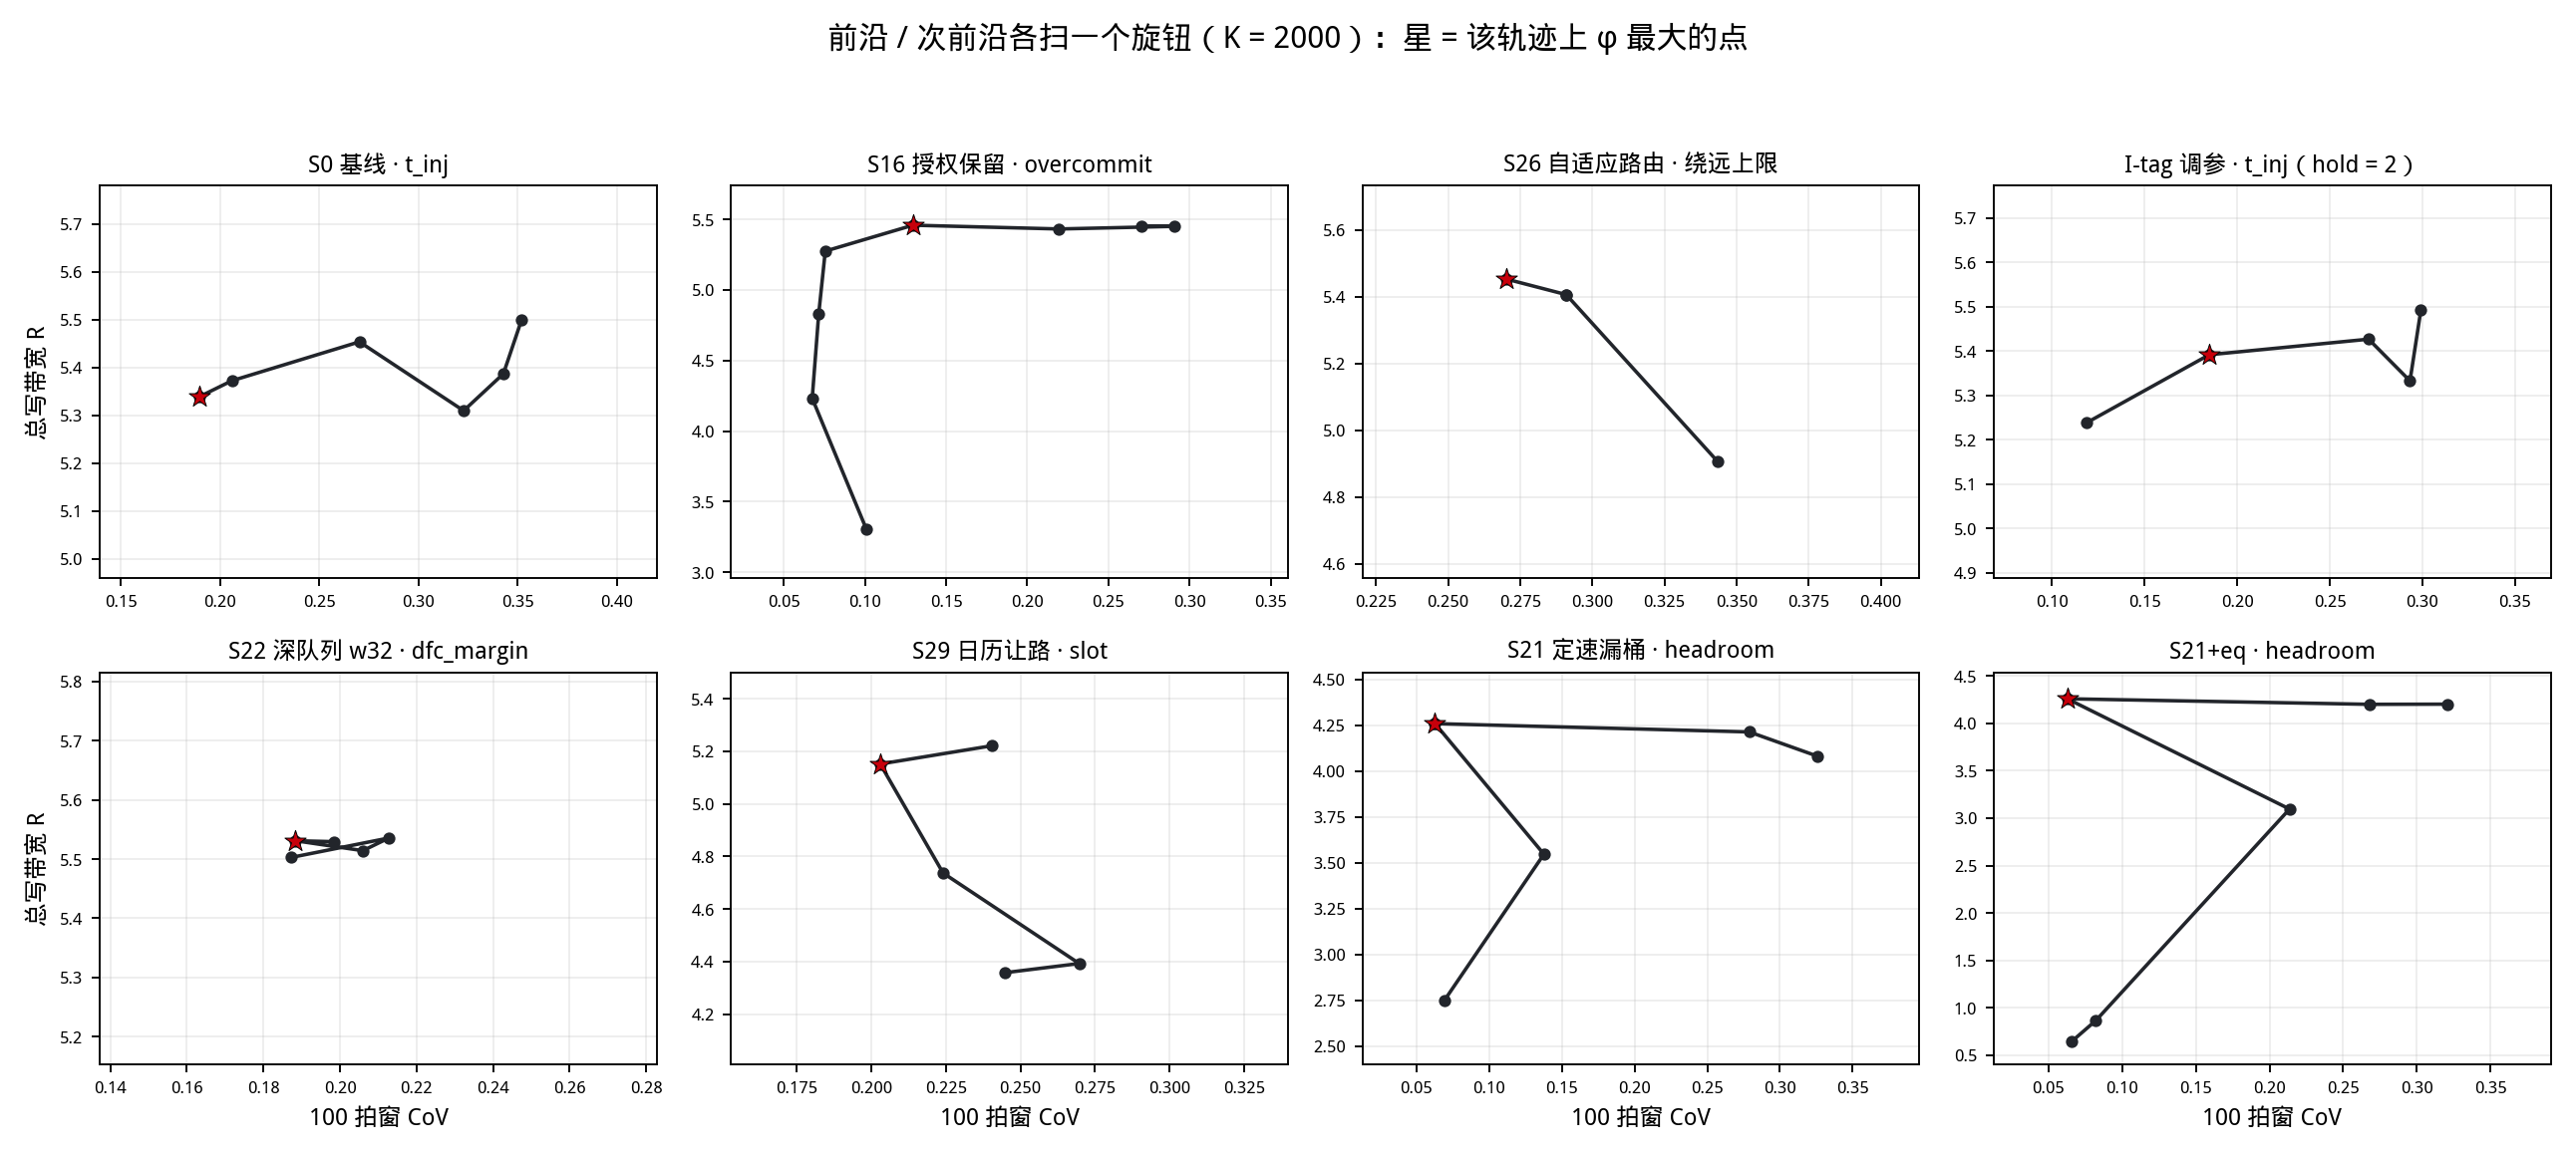 前沿 / 次前沿各扫一个旋钮（K = 2000）：星 = 该轨迹上 φ 最大的点
S0 基线 · t_inj
总写带宽 R
5.7
5.6
5.5
5.4
5.3
5.2
5.1
5.0
0.15 0.20 0.25 0.30 0.35 0.40
S16 授权保留 · overcommit
5.5
5.0
4.5
4.0
3.5
3.0
0.05 0.10 0.15 0.20 0.25 0.30 0.35
S26 自适应路由 · 绕远上限
5.6
5.4
5.2
5.0
4.8
4.6
0.225 0.250 0.275 0.300 0.325 0.350 0.375 0.400
I-tag 调参 · t_inj（hold = 2）
5.7
5.6
5.5
5.4
5.3
5.2
5.1
5.0
4.9
0.10 0.15 0.20 0.25 0.30 0.35
S22 深队列 w32 · dfc_margin
总写带宽 R
5.8
5.7
5.6
5.5
5.4
5.3
5.2
0.14 0.16 0.18 0.20 0.22 0.24 0.26 0.28
100 拍窗 CoV
S29 日历让路 · slot
5.4
5.2
5.0
4.8
4.6
4.4
4.2
0.175 0.200 0.225 0.250 0.275 0.300 0.325
100 拍窗 CoV
S21 定速漏桶 · headroom
4.50
4.25
4.00
3.75
3.50
3.25
3.00
2.75
2.50
0.05 0.10 0.15 0.20 0.25 0.30 0.35
100 拍窗 CoV
S21+eq · headroom
4.5
4.0
3.5
3.0
2.5
2.0
1.5
1.0
0.5
0.05 0.10 0.15 0.20 0.25 0.30 0.35
100 拍窗 CoV